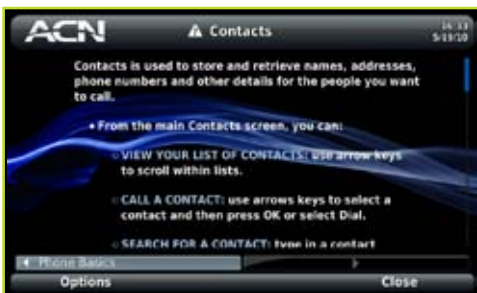 ACN
Contacts
5/19/10
Contacts is used to store and retrieve names, addresses,
phone numbers and other details for the people you want
to call.
• From the main Contacts screen, you can:
○ VIEW YOUR LIST OF CONTACTS: use arrow keys
to scroll within lists.
○ CALL A CONTACT: use arrows keys to select a
contact and then press OK or select Dial.
○ SEARCH FOR A CONTACT: type in a contact
Phone Basics
Options Close